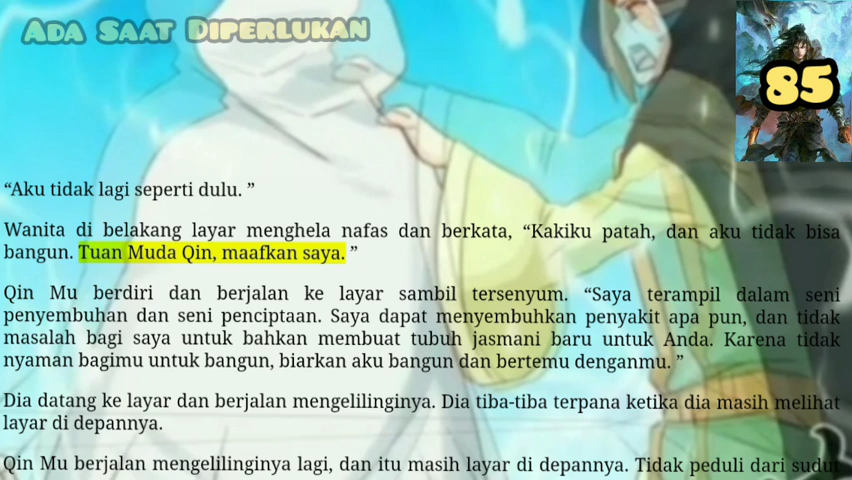 Ada Saat Diperlukan
85
“Aku tidak lagi seperti dulu. ”
Wanita di belakang layar menghela nafas dan berkata, “Kakiku patah, dan aku tidak bisa
bangun. Tuan Muda Qin, maafkan saya. ”
Qin Mu berdiri dan berjalan ke layar sambil tersenyum. “Saya terampil dalam seni
penyembuhan dan seni penciptaan. Saya dapat menyembuhkan penyakit apa pun, dan tidak
masalah bagi saya untuk bahkan membuat tubuh jasmani baru untuk Anda. Karena tidak
nyaman bagimu untuk bangun, biarkan aku bangun dan bertemu denganmu. ”
Dia datang ke layar dan berjalan mengelilinginya. Dia tiba-tiba terpana ketika dia masih melihat
layar di depannya.
Qin Mu berjalan mengelilinginya lagi, dan itu masih layar di depannya. Tidak peduli dari sudut